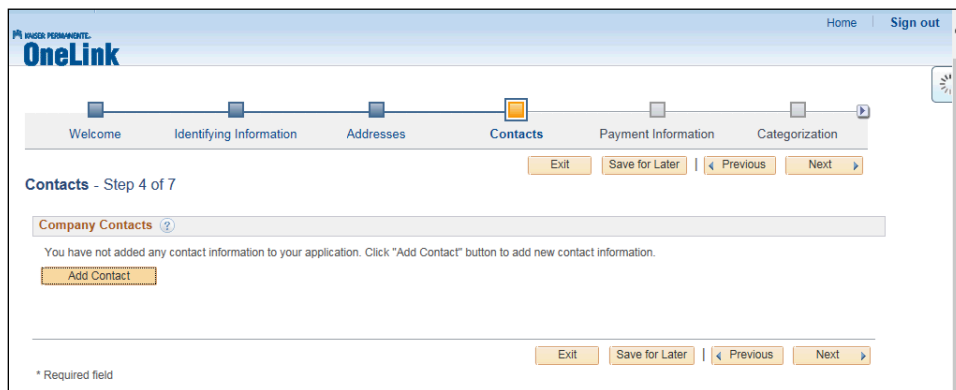 Home Sign out
KAISER PERMANENTE.
OneLink
Welcome Identifying Information Addresses Contacts Payment Information Categorization
Exit Save for Later | Previous Next
Contacts - Step 4 of 7
Company Contacts ?
You have not added any contact information to your application. Click "Add Contact" button to add new contact information.
Add Contact
Exit Save for Later | Previous Next
* Required field